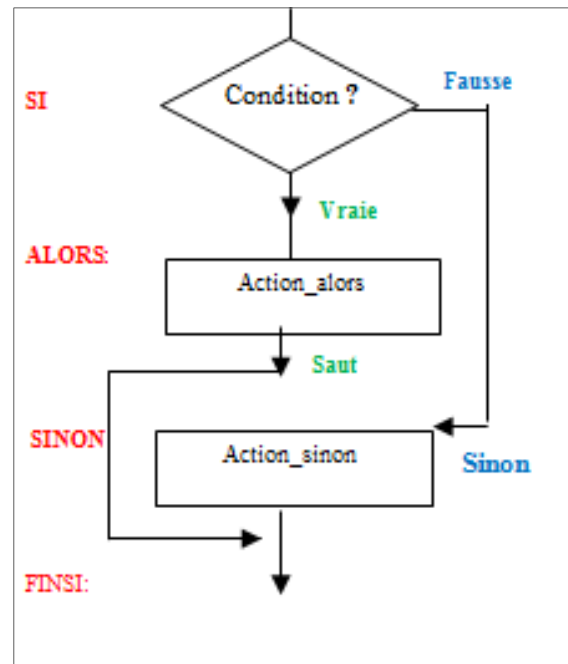 Condition ?
Fausse
SI
Vraie
ALORS:
Action_alors
Saut
SINON
Action_sinon
Sinon
FINSI: